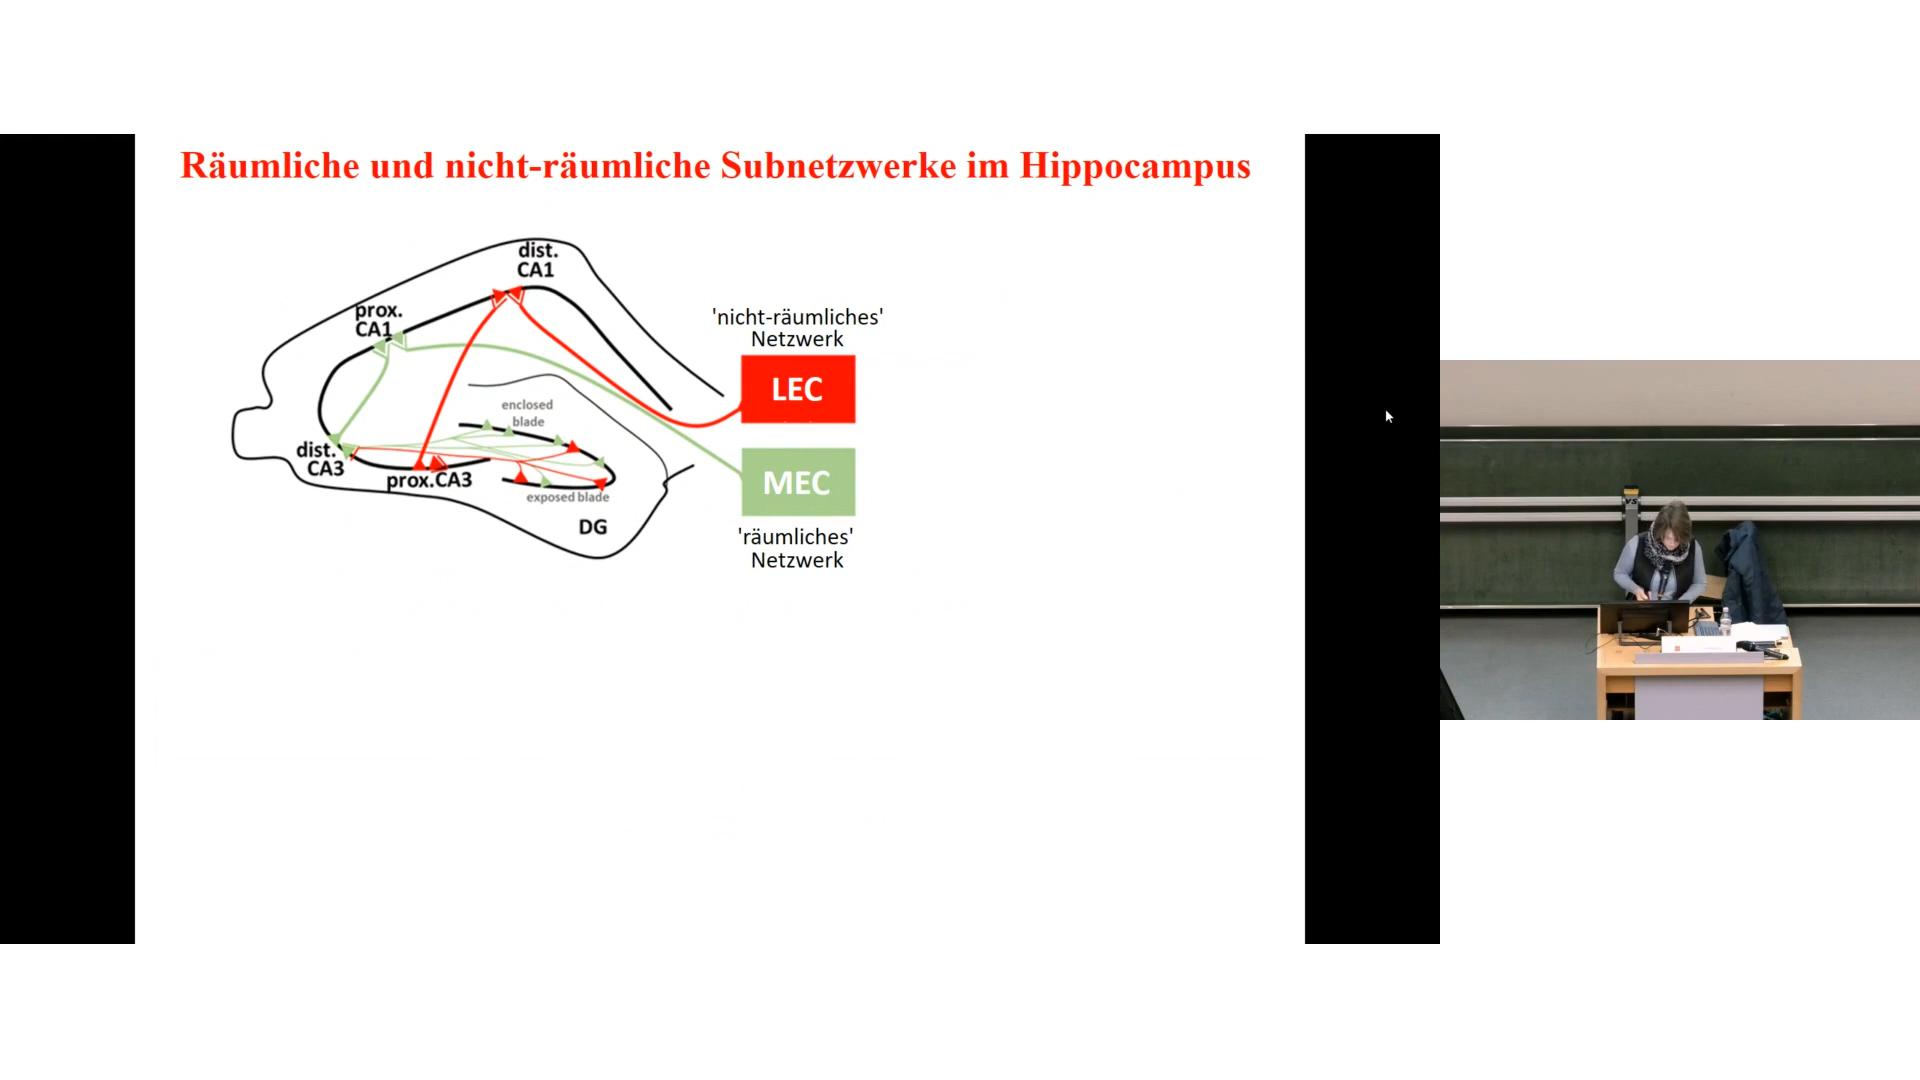 Räumliche und nicht-räumliche Subnetzwerke im Hippocampus
dist.
CA1
prox.
CA1
'nicht-räumliches'
Netzwerk
LEC
enclosed
blade
dist.
CA3
prox.CA3
exposed blade
DG
MEC
'räumliches'
Netzwerk